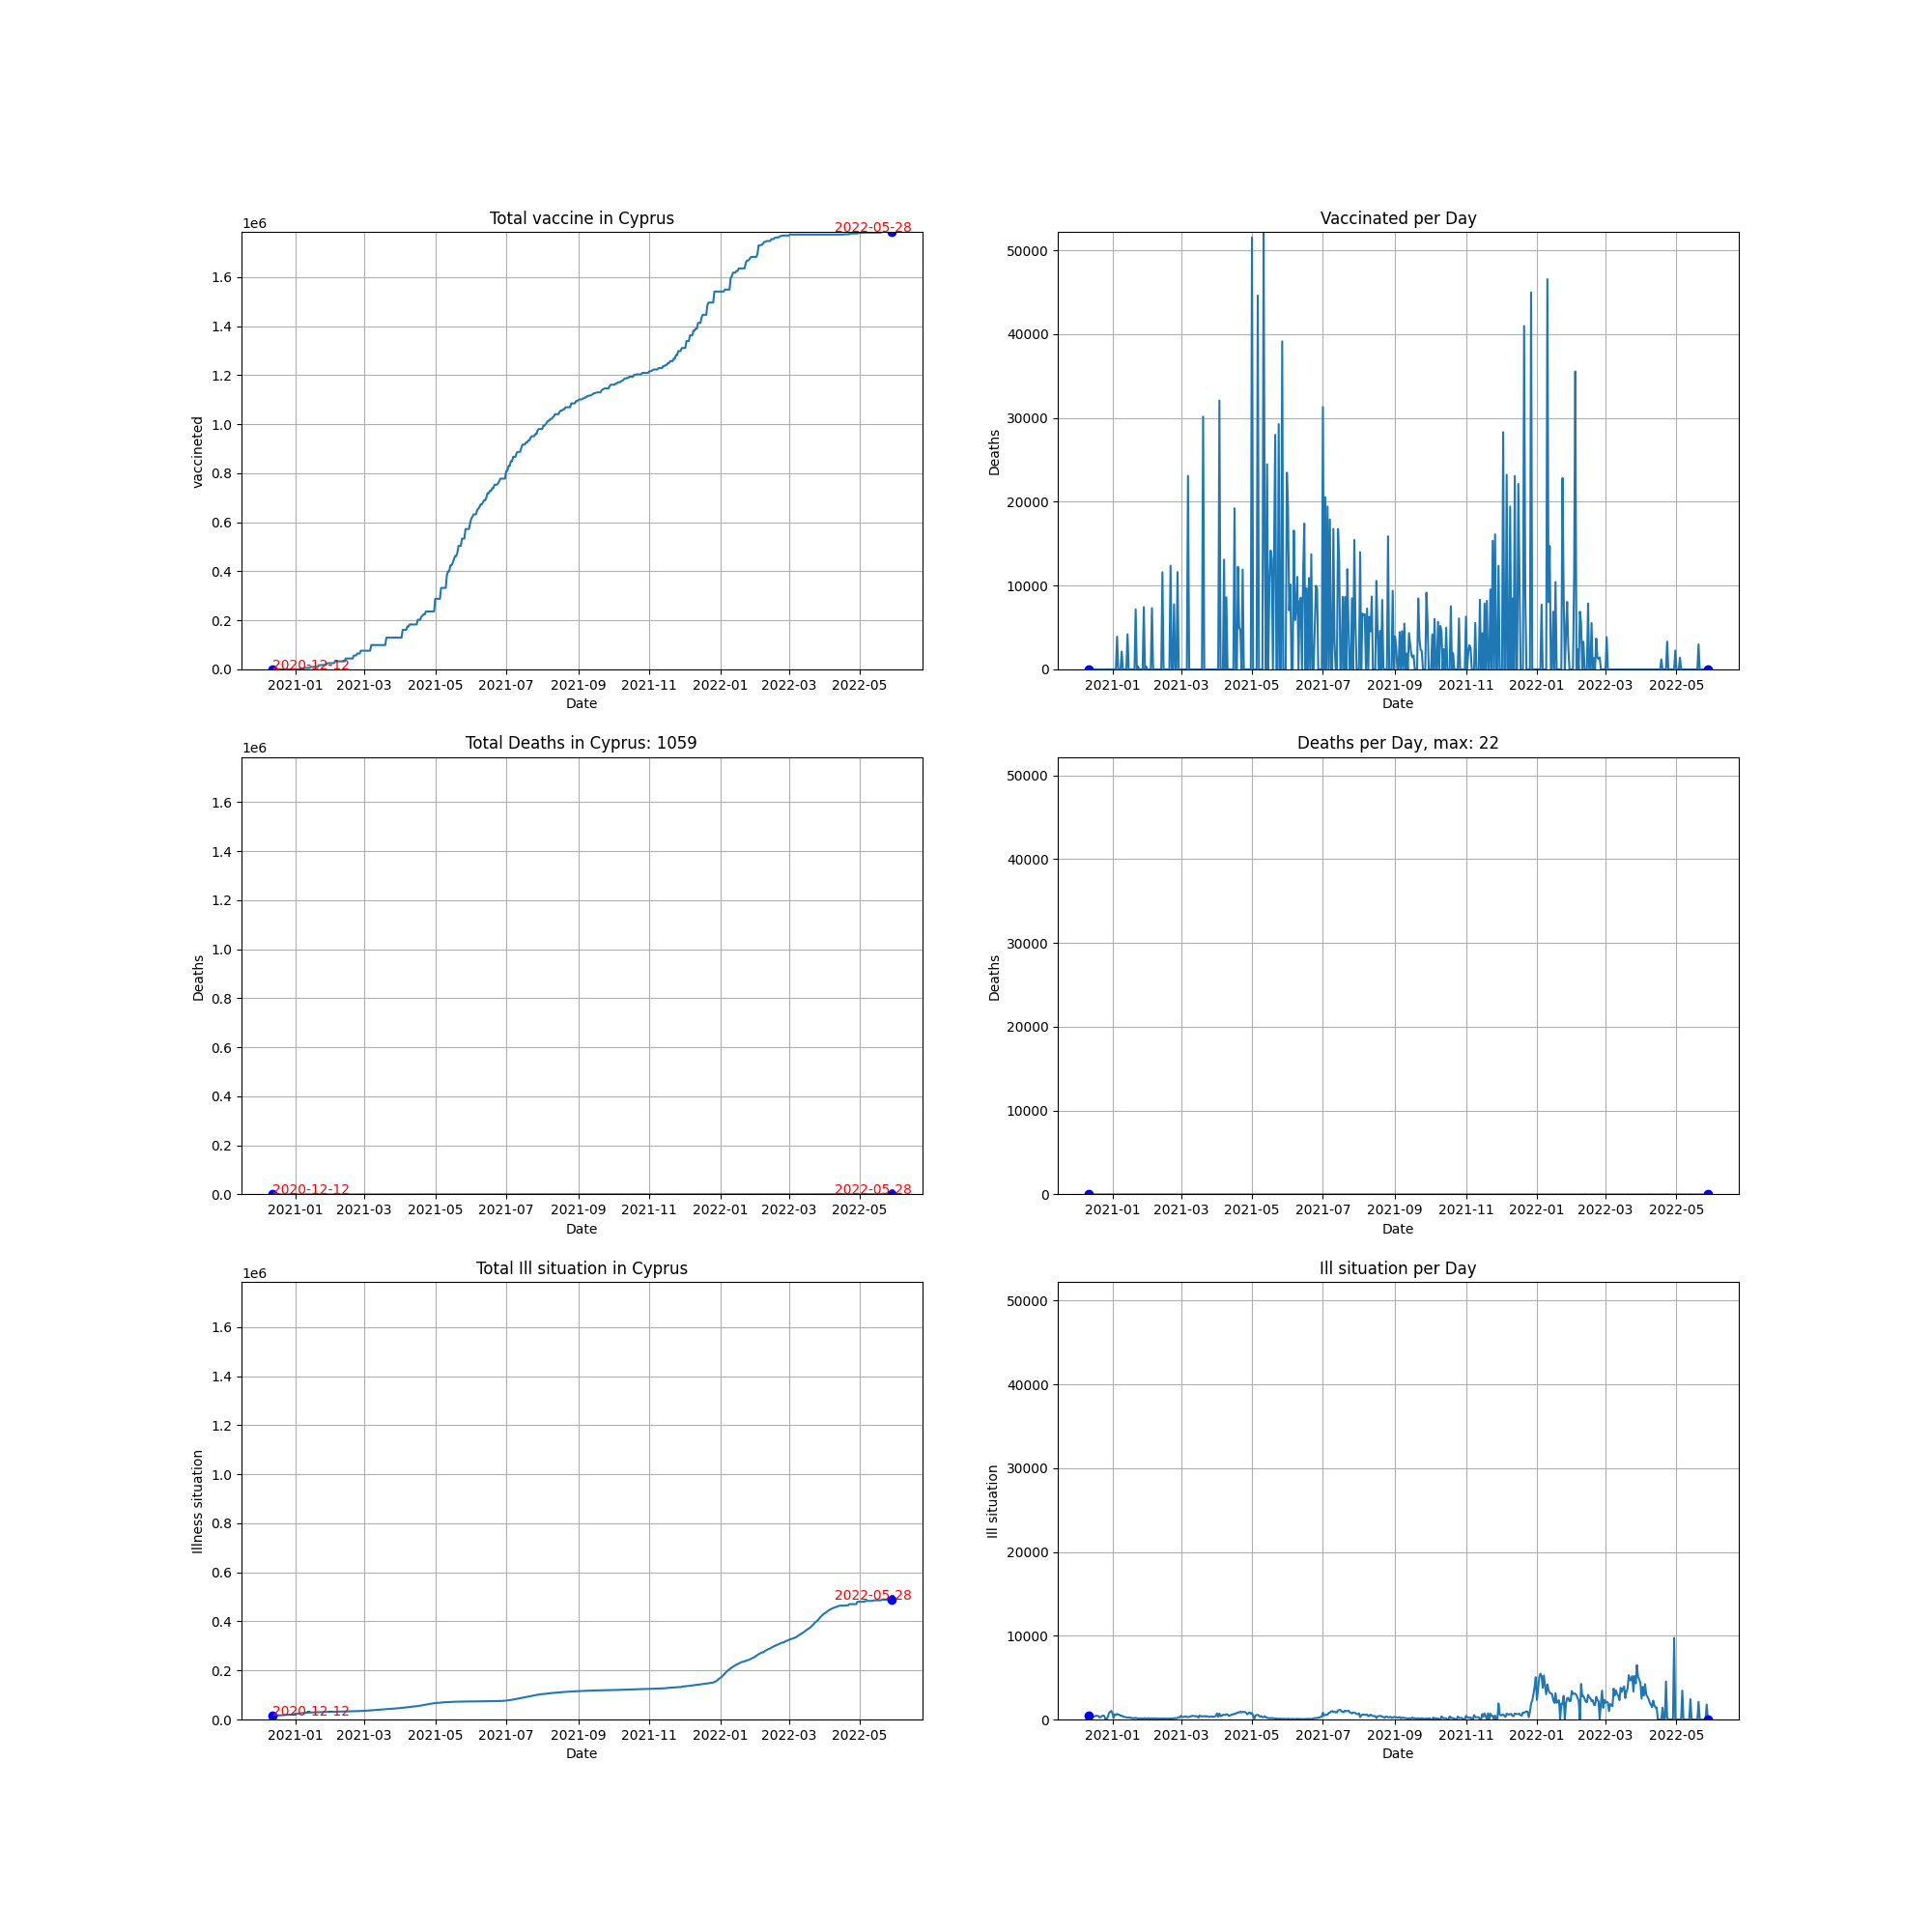 Total vaccine in Cyprus
1e6
2022-05-28
1.6
1.4
1.2
1.0
0.8
0.6
0.4
0.2
0.0
vaccineted
2020-12-12
2021-01 2021-03 2021-05 2021-07 2021-09 2021-11 2022-01 2022-03 2022-05
Date
Vaccinated per Day
50000
40000
30000
20000
10000
0
Deaths
2021-01 2021-03 2021-05 2021-07 2021-09 2021-11 2022-01 2022-03 2022-05
Date
Total Deaths in Cyprus: 1059
1e6
1.6
1.4
1.2
1.0
0.8
0.6
0.4
0.2
0.0
Deaths
2020-12-12
2022-05-28
2021-01 2021-03 2021-05 2021-07 2021-09 2021-11 2022-01 2022-03 2022-05
Date
Deaths per Day, max: 22
50000
40000
30000
20000
10000
0
Deaths
2021-01 2021-03 2021-05 2021-07 2021-09 2021-11 2022-01 2022-03 2022-05
Date
Total Ill situation in Cyprus
1e6
1.6
1.4
1.2
1.0
0.8
0.6
0.4
0.2
0.0
Illness situation
2022-05-28
2020-12-12
2021-01 2021-03 2021-05 2021-07 2021-09 2021-11 2022-01 2022-03 2022-05
Date
Ill situation per Day
50000
40000
30000
20000
10000
0
Ill situation
2021-01 2021-03 2021-05 2021-07 2021-09 2021-11 2022-01 2022-03 2022-05
Date